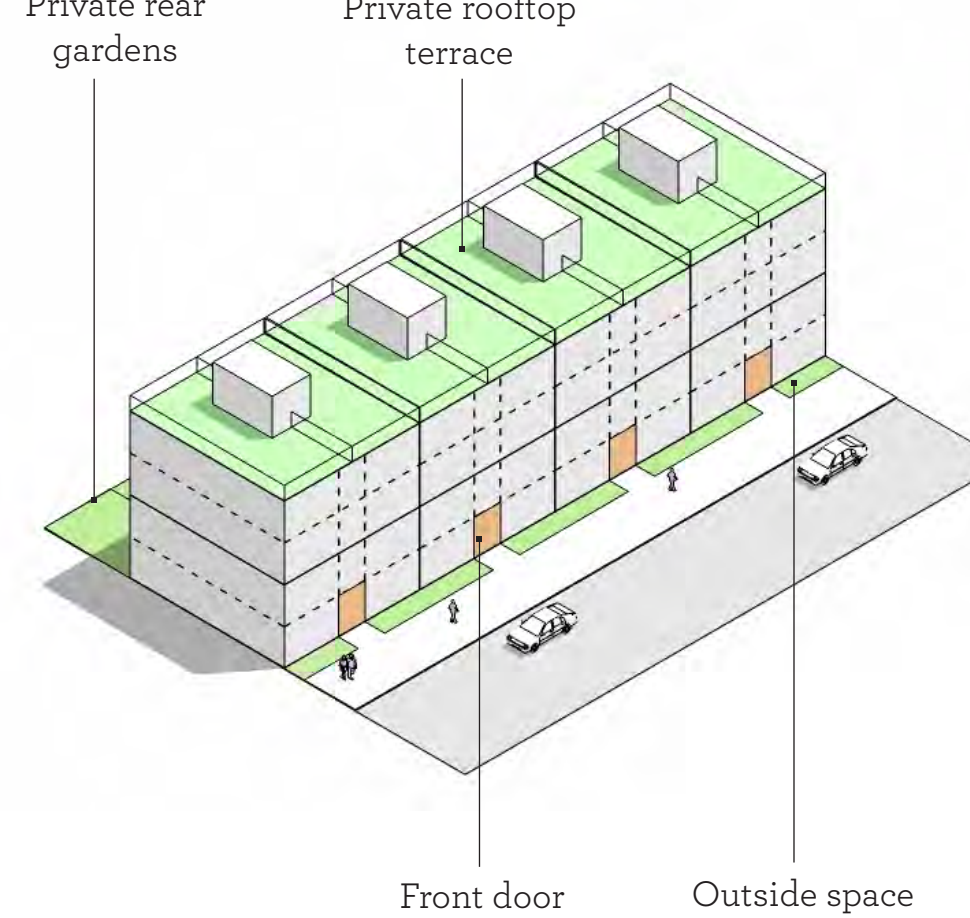 Private rear
gardens
Private rooftop
terrace
Front door
Outside space